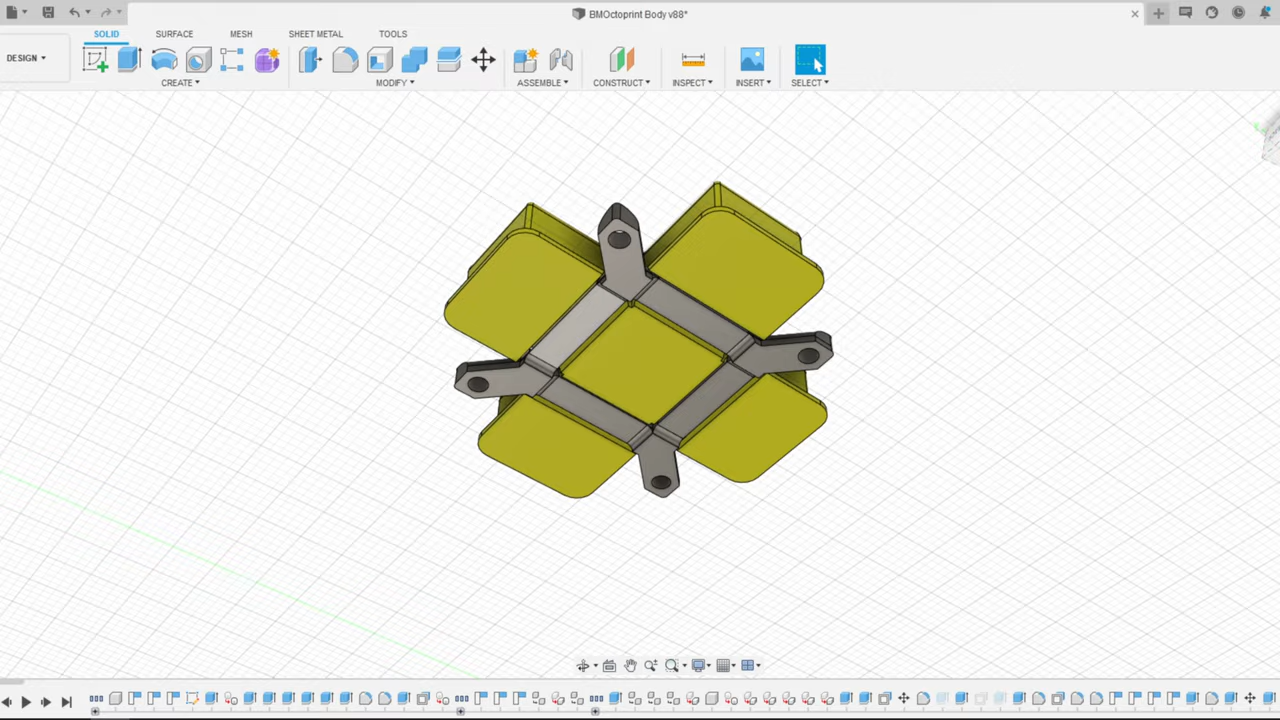 BMOctoprint Body v88*
SOLID SURFACE MESH SHEET METAL TOOLS
DESIGN
CREATE MODIFY ASSEMBLE CONSTRUCT INSPECT INSERT SELECT